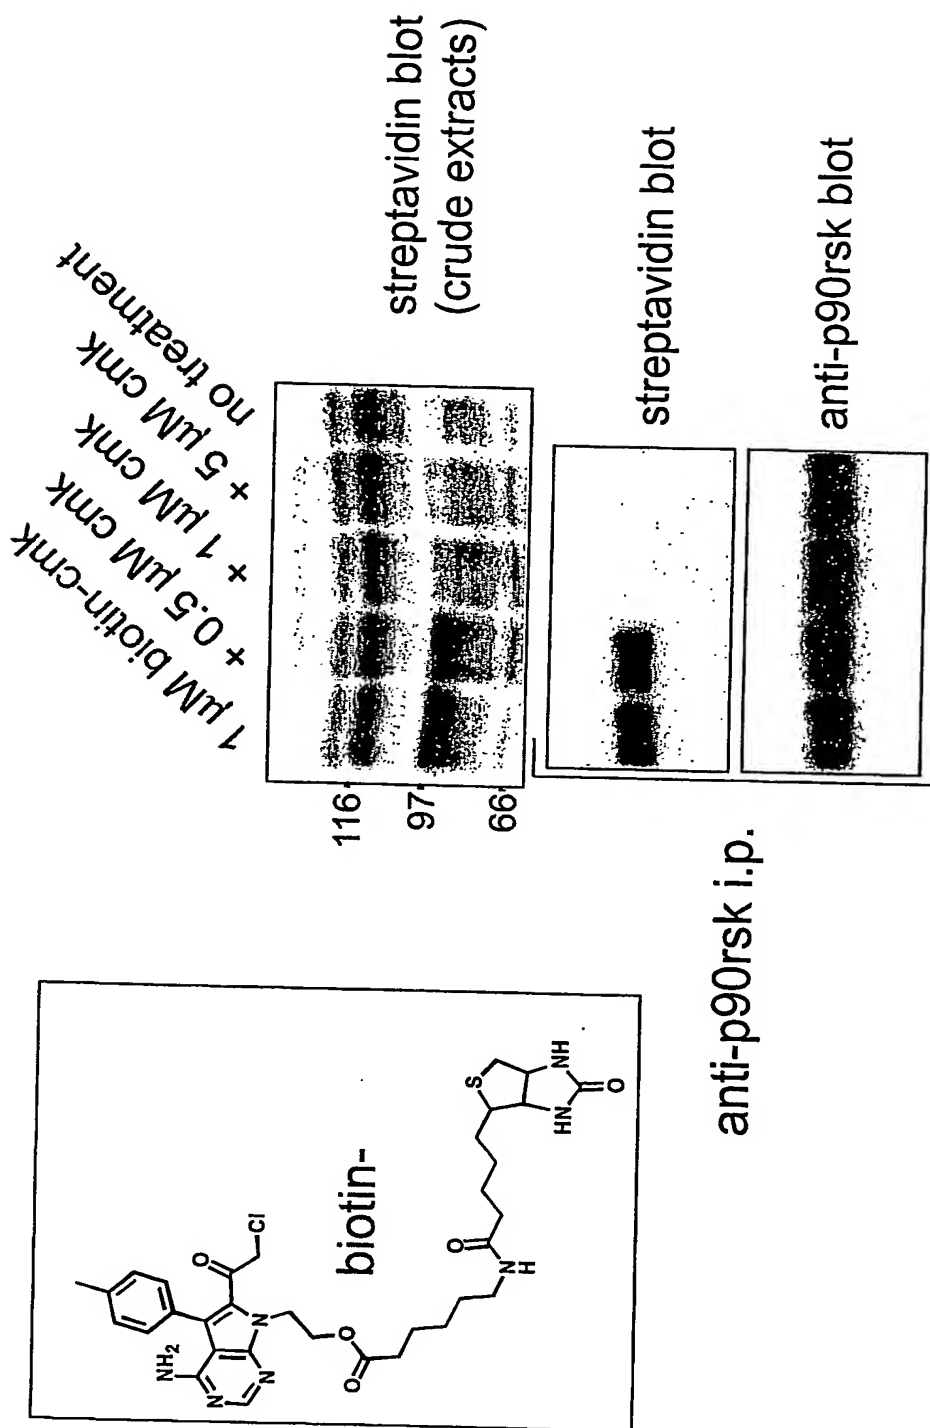 1 μM biotin-cmk
+ 0.5 μM cmk
+ 1 μM cmk
+ 5 μM cmk
no treatment
116
97
66
streptavidin blot
(crude extracts)
streptavidin blot
anti-p90rsk blot
anti-p90rsk i.p.
biotin-
NH2
N
N
N
O
Cl
O
O
O
N
H
S
HN
NH
O